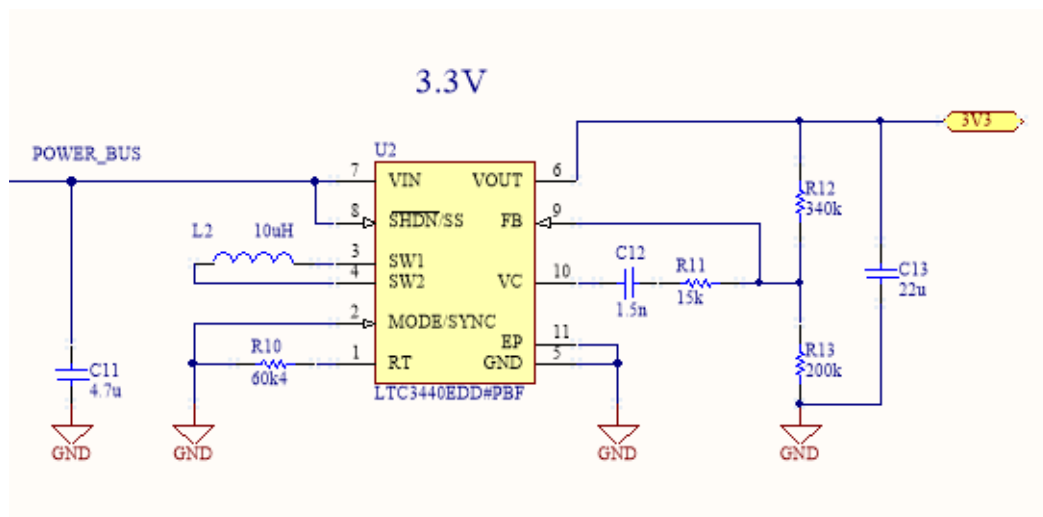 3.3V
POWER_BUS
U2
3V3
7 VIN VOUT 6
8 SHDN/SS FB 9
R12
340k
L2 10uH
3 SW1
4 SW2
VC 10
C12
1.5n
R11
15k
C13
22u
2 MODE/SYNC
EP 11
1 RT GND 5
R10
60k4
R13
200k
C11
4.7u
LTC3440EDD#PBF
GND
GND
GND
GND